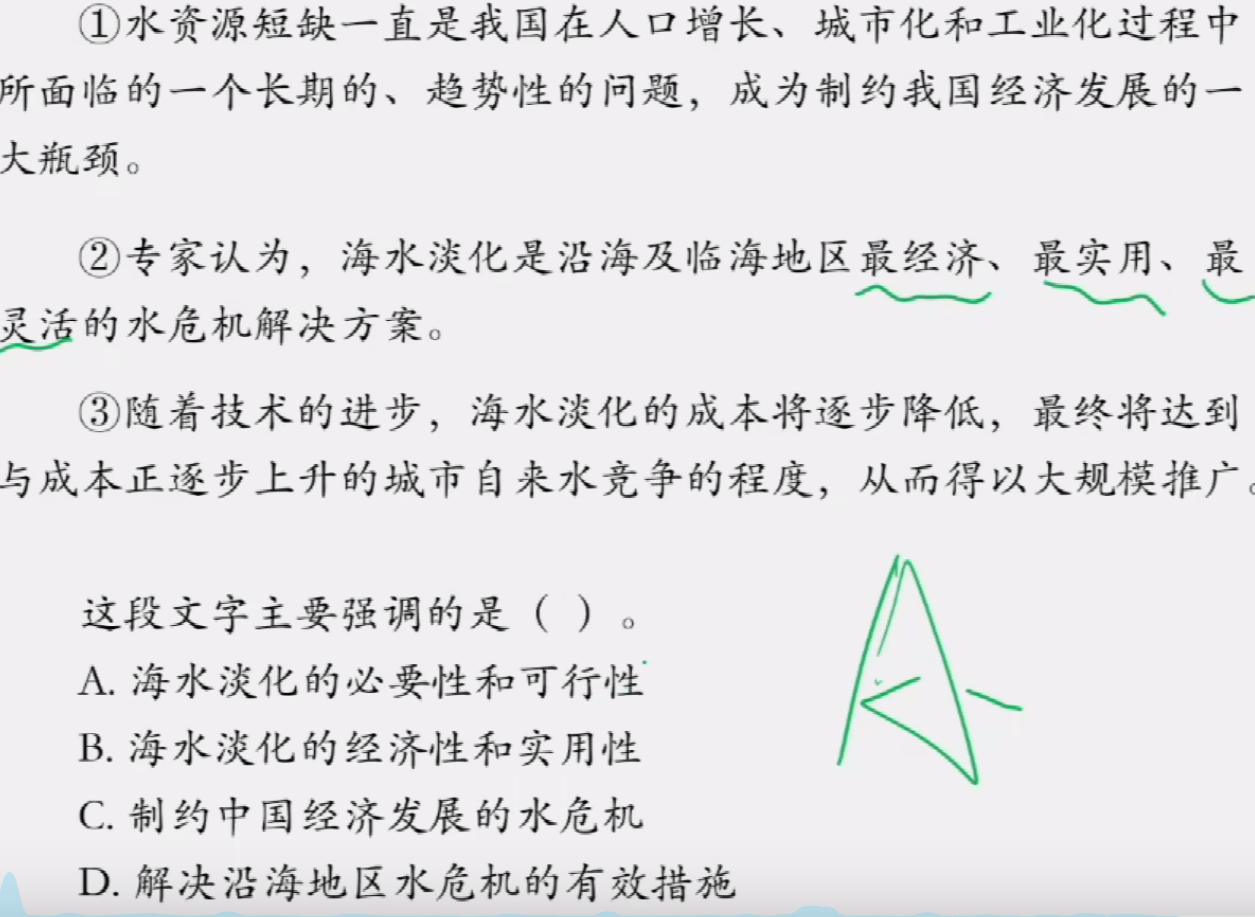 ①水资源短缺一直是我国在人口增长、城市化和工业化过程中
所面临的一个长期的、趋势性的问题，成为制约我国经济发展的一
大瓶颈。
②专家认为，海水淡化是沿海及临海地区最经济、最实用、最
灵活的水危机解决方案。
③随着技术的进步，海水淡化的成本将逐步降低，最终将达到
与成本正逐步上升的城市自来水竞争的程度，从而得以大规模推广。
这段文字主要强调的是（ ）。
A. 海水淡化的必要性和可行性
B. 海水淡化的经济性和实用性
C. 制约中国经济发展的水危机
D. 解决沿海地区水危机的有效措施
A